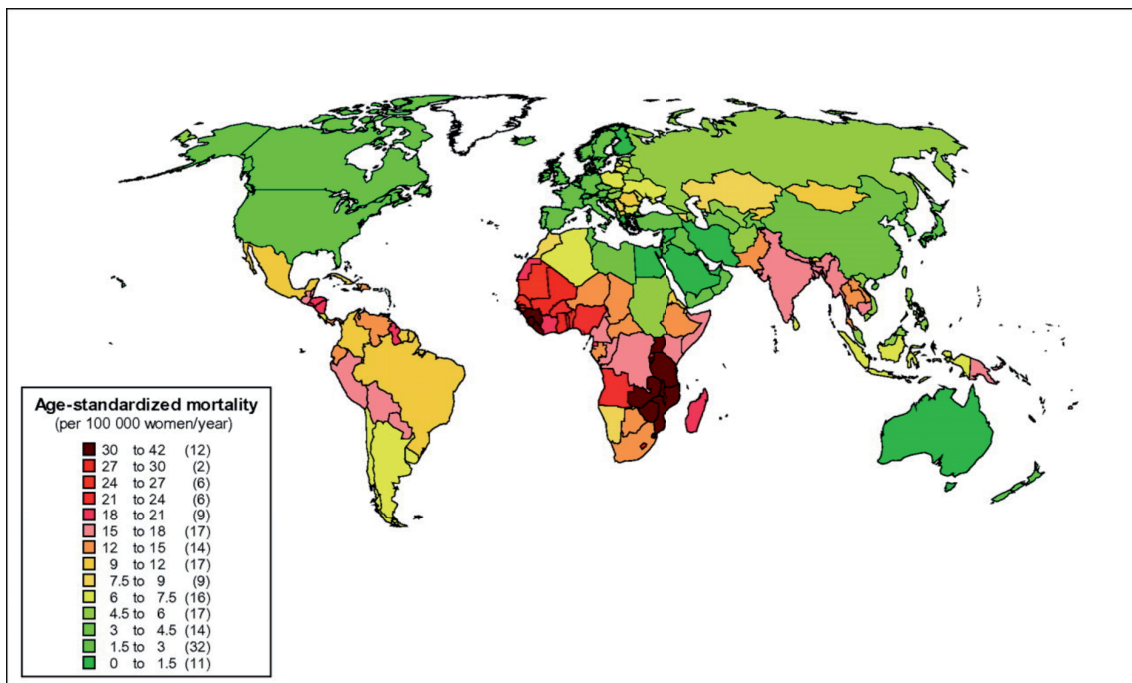 Age-standardized mortality
(per 100 000 women/year)
30 to 42 (12)
27 to 30 (2)
24 to 27 (6)
21 to 24 (6)
18 to 21 (9)
15 to 18 (17)
12 to 15 (14)
9 to 12 (17)
7.5 to 9 (9)
6 to 7.5 (16)
4.5 to 6 (17)
3 to 4.5 (14)
1.5 to 3 (32)
0 to 1.5 (11)